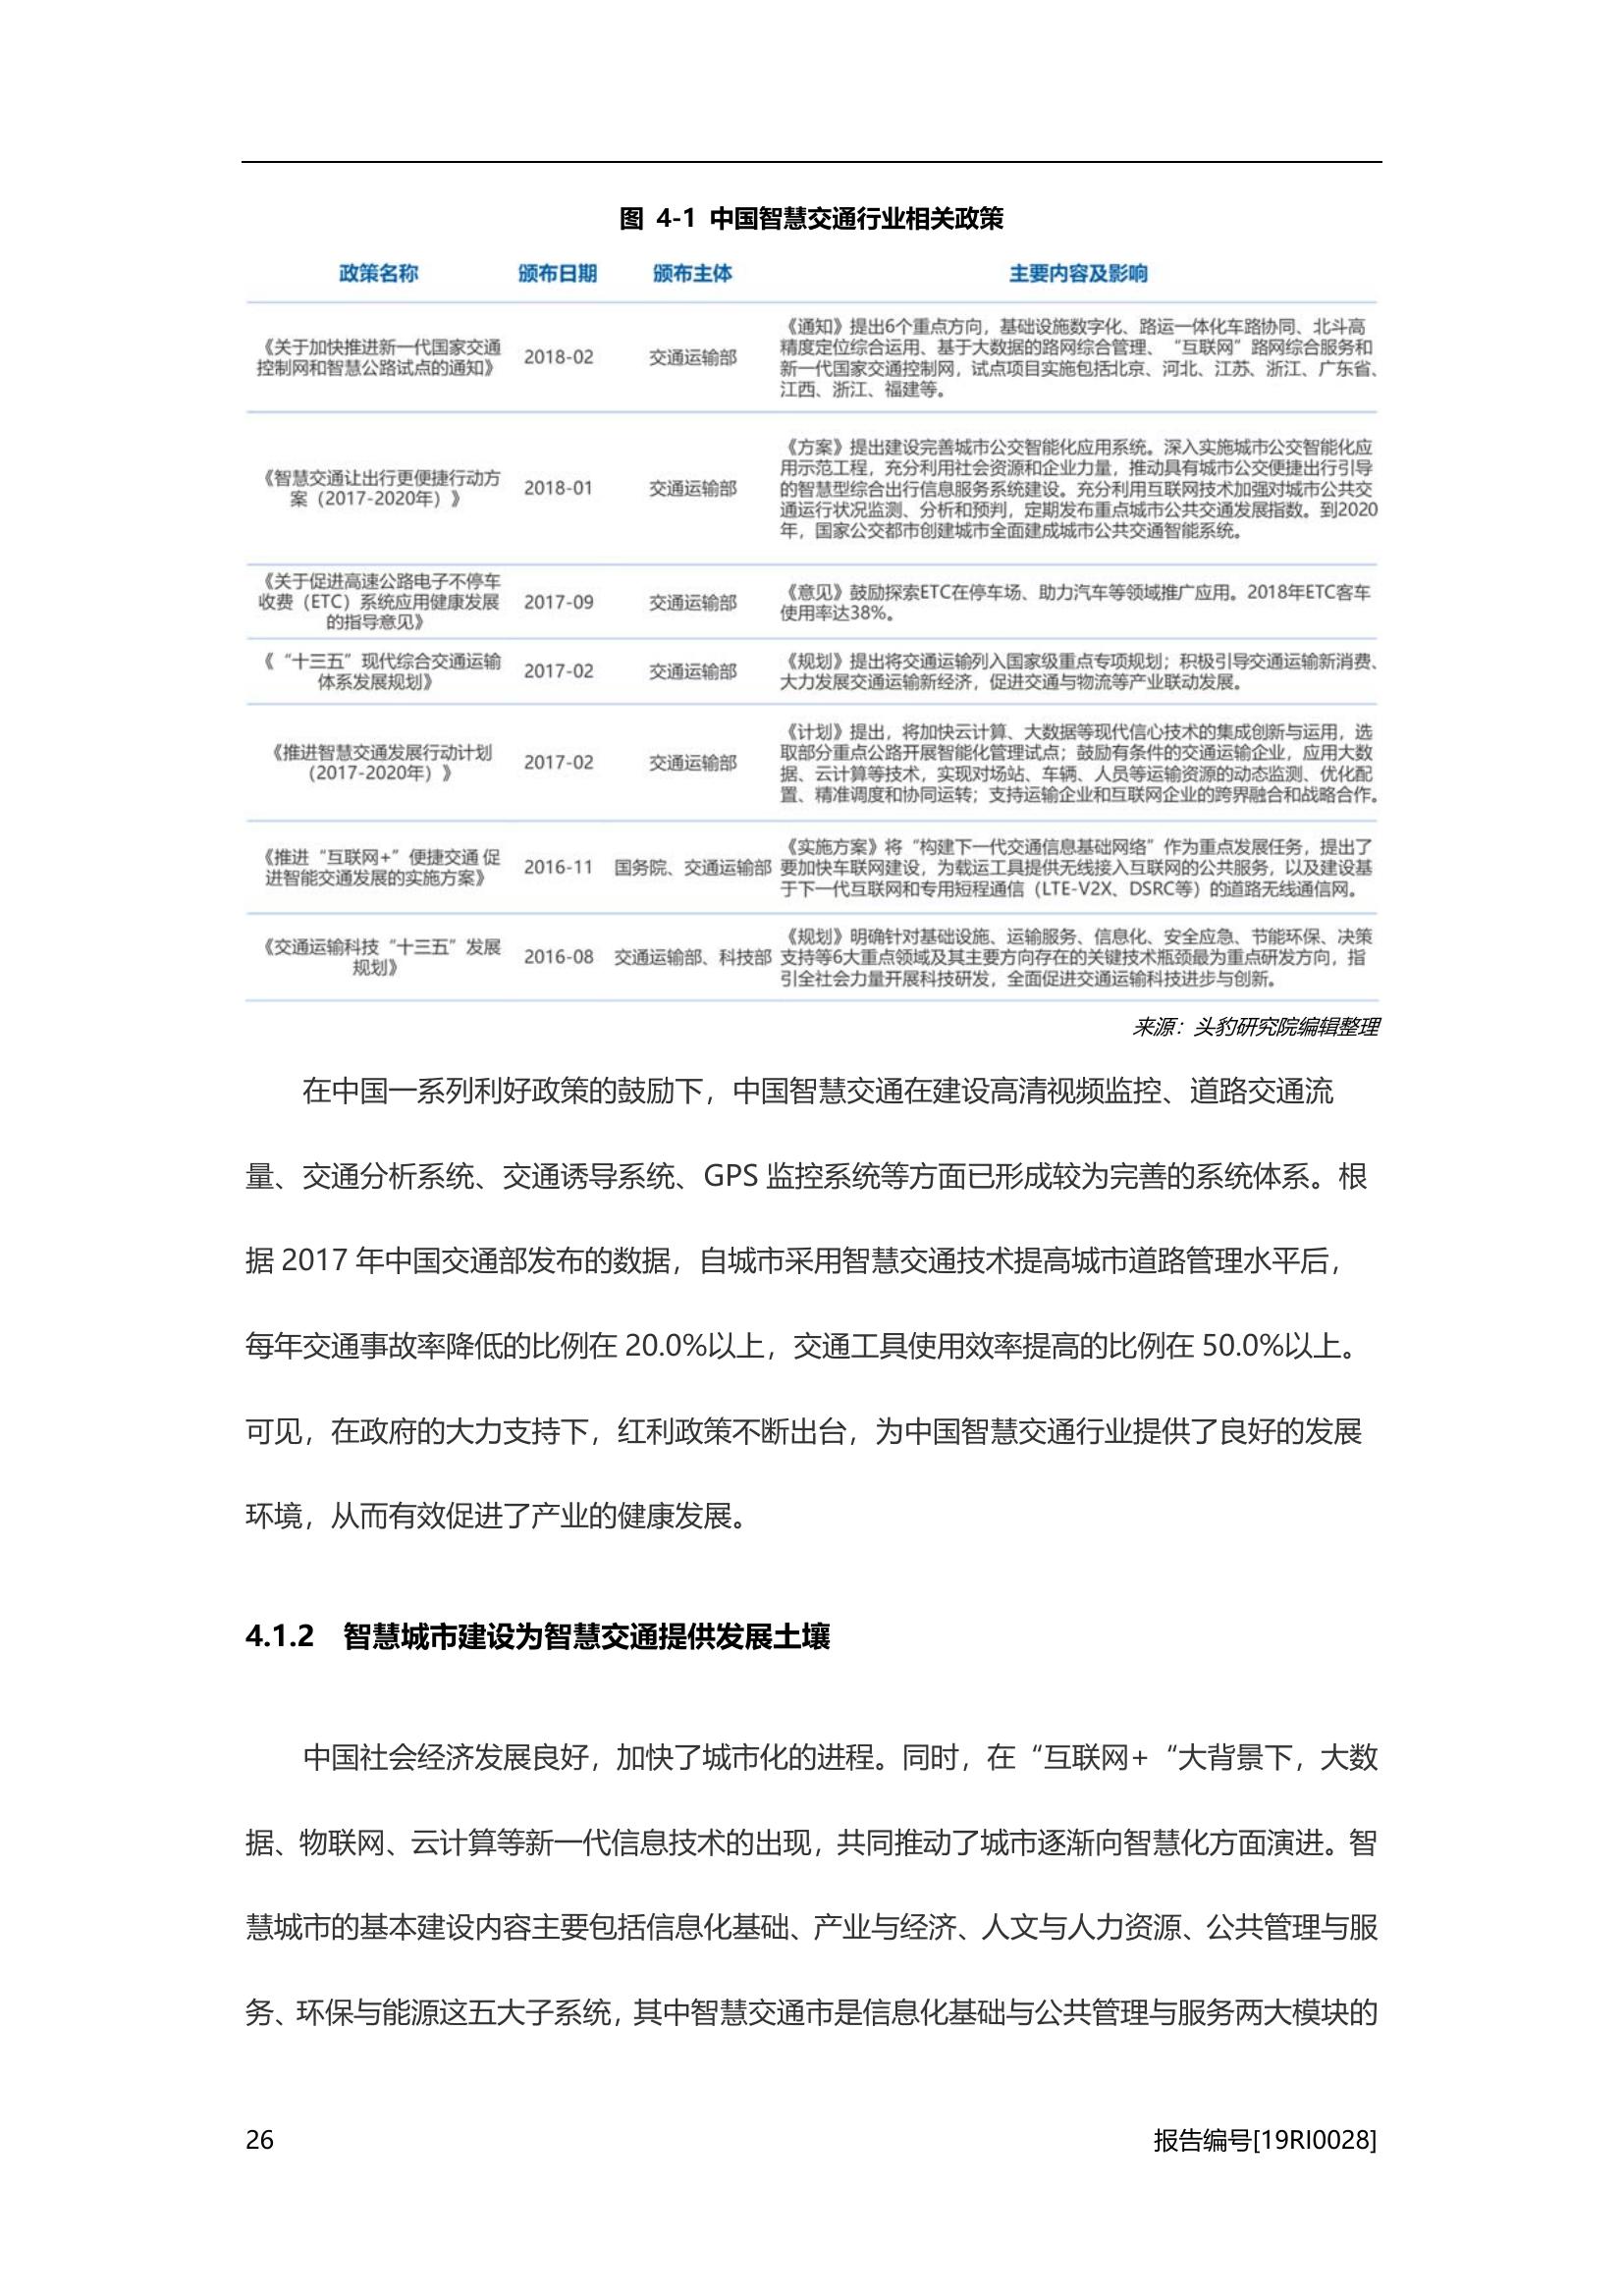 图 4-1 中国智慧交通行业相关政策
政策名称 颁布日期 颁布主体 主要内容及影响
《关于加快推进新一代国家交通
控制网和智慧公路试点的通知》
2018-02
交通运输部
《通知》提出6个重点方向，基础设施数字化、路运一体化车路协同、北斗高
精度定位综合运用、基于大数据的路网综合管理、“互联网”路网综合服务和
新一代国家交通控制网，试点项目实施包括北京、河北、江苏、浙江、广东省、
江西、浙江、福建等。
《智慧交通让出行更便捷行动方
案（2017-2020年）》
2018-01
交通运输部
《方案》提出建设完善城市公交智能化应用系统。深入实施城市公交智能化应
用示范工程，充分利用社会资源和企业力量，推动具有城市公交便捷出行引导
的智慧型综合出行信息服务系统建设。充分利用互联网技术加强对城市公共交
通运行状况监测、分析和预判，定期发布重点城市公共交通发展指数。到2020
年，国家公交都市创建城市全面建成城市公共交通智能系统。
《关于促进高速公路电子不停车
收费（ETC）系统应用健康发展
的指导意见》
2017-09
交通运输部
《意见》鼓励探索ETC在停车场、助力汽车等领域推广应用。2018年ETC客车
使用率达38%。
《“十三五”现代综合交通运输
体系发展规划》
2017-02
交通运输部
《规划》提出将交通运输列入国家级重点专项规划；积极引导交通运输新消费、
大力发展交通运输新经济，促进交通与物流等产业联动发展。
《推进智慧交通发展行动计划
（2017-2020年）》
2017-02
交通运输部
《计划》提出，将加快云计算、大数据等现代信心技术的集成创新与运用，选
取部分重点公路开展智能化管理试点；鼓励有条件的交通运输企业，应用大数
据、云计算等技术，实现对场站、车辆、人员等运输资源的动态监测、优化配
置、精准调度和协同运转；支持运输企业和互联网企业的跨界融合和战略合作。
《推进“互联网+”便捷交通 促
进智能交通发展的实施方案》
2016-11
国务院、交通运输部
《实施方案》将“构建下一代交通信息基础网络”作为重点发展任务，提出了
要加快车联网建设，为载运工具提供无线接入互联网的公共服务，以及建设基
于下一代互联网和专用短程通信（LTE-V2X、DSRC等）的道路无线通信网。
《交通运输科技“十三五”发展
规划》
2016-08
交通运输部、科技部
《规划》明确针对基础设施、运输服务、信息化、安全应急、节能环保、决策
支持等6大重点领域及其主要方向存在的关键技术瓶颈最为重点研发方向，指
引全社会力量开展科技研发，全面促进交通运输科技进步与创新。
来源：头豹研究院编辑整理
在中国一系列利好政策的鼓励下，中国智慧交通在建设高清视频监控、道路交通流
量、交通分析系统、交通诱导系统、GPS 监控系统等方面已形成较为完善的系统体系。根
据 2017 年中国交通部发布的数据，自城市采用智慧交通技术提高城市道路管理水平后，
每年交通事故率降低的比例在 20.0%以上，交通工具使用效率提高的比例在 50.0%以上。
可见，在政府的大力支持下，红利政策不断出台，为中国智慧交通行业提供了良好的发展
环境，从而有效促进了产业的健康发展。
4.1.2 智慧城市建设为智慧交通提供发展土壤
中国社会经济发展良好，加快了城市化的进程。同时，在“互联网+“大背景下，大数
据、物联网、云计算等新一代信息技术的出现，共同推动了城市逐渐向智慧化方面演进。智
慧城市的基本建设内容主要包括信息化基础、产业与经济、人文与人力资源、公共管理与服
务、环保与能源这五大子系统，其中智慧交通市是信息化基础与公共管理与服务两大模块的
26 报告编号[19RI0028]